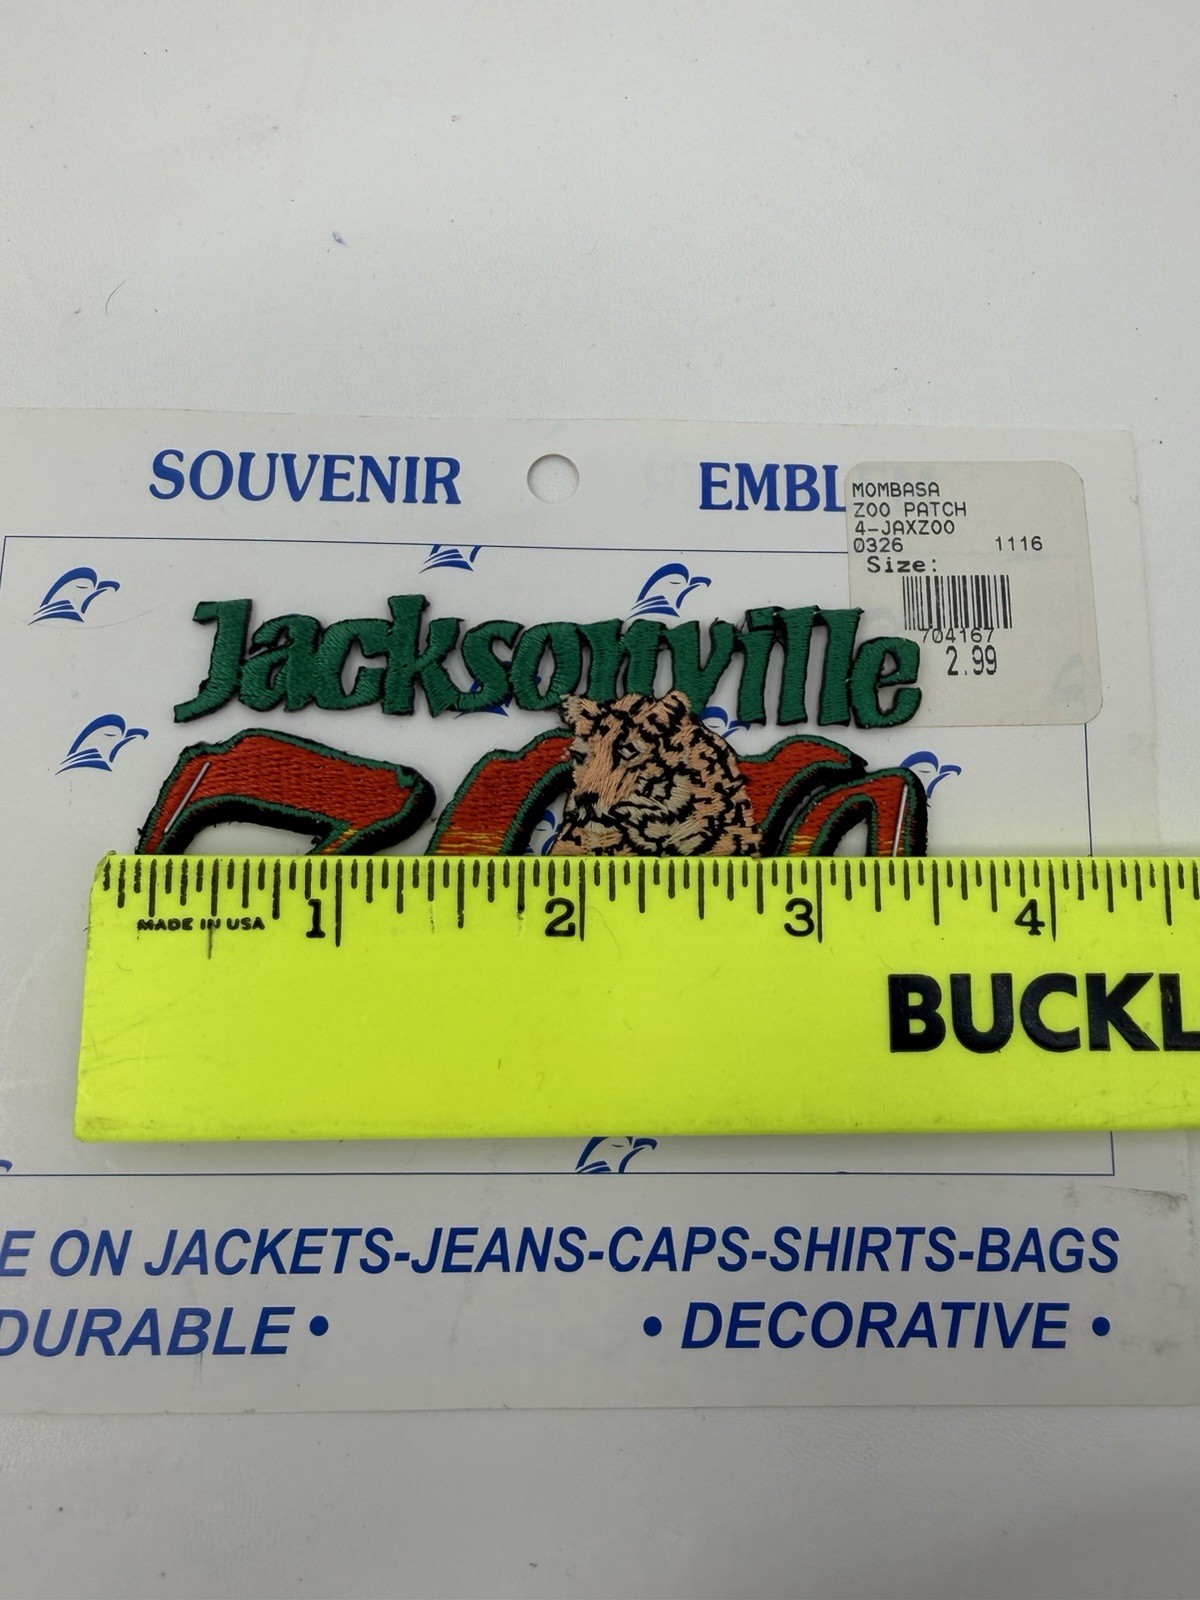 SOUVENIR EMBL
MOMBASA
ZOO PATCH
4-JAXZOO
0326 1116
Size:
704167
2.99
Jacksonville
ZOO
1 2 3 4
MADE IN USA
BUCKL
E ON JACKETS-JEANS-CAPS-SHIRTS-BAGS
DURABLE • • DECORATIVE •